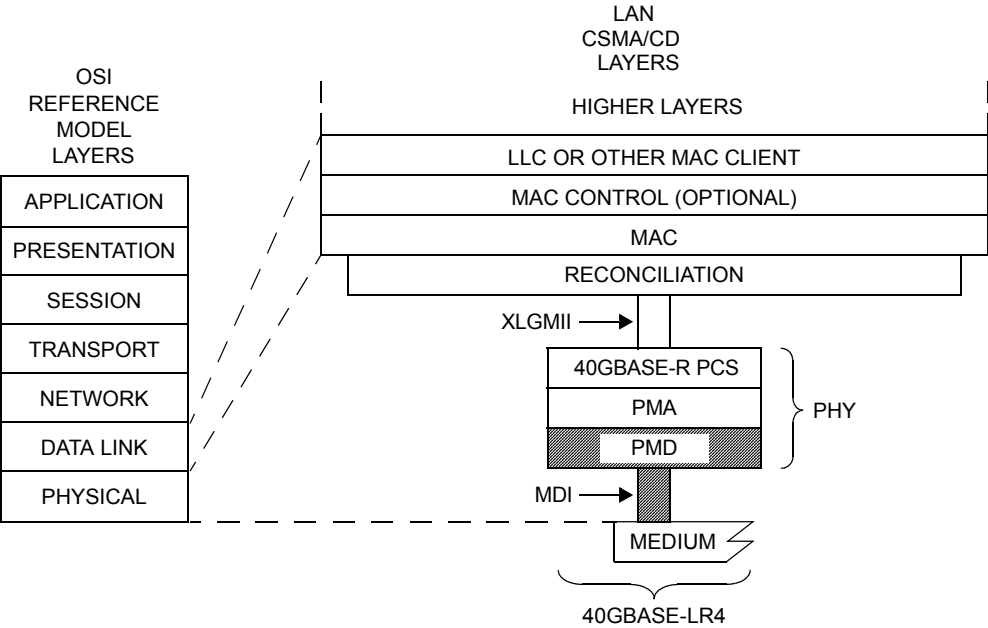 OSI
REFERENCE
MODEL
LAYERS
APPLICATION
PRESENTATION
SESSION
TRANSPORT
NETWORK
DATA LINK
PHYSICAL
LAN
CSMA/CD
LAYERS
HIGHER LAYERS
LLC OR OTHER MAC CLIENT
MAC CONTROL (OPTIONAL)
MAC
RECONCILIATION
XLGMII
40GBASE-R PCS
PMA
PMD
PHY
MDI
MEDIUM
40GBASE-LR4